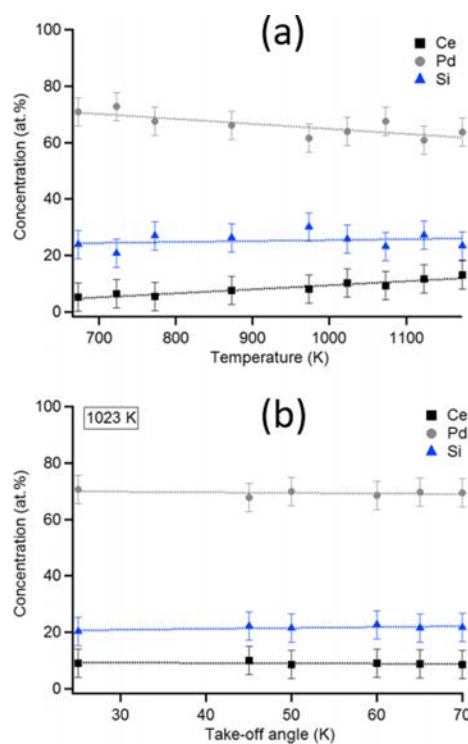 (a)
Ce
Pd
Si
Concentration (at.%)
100
80
60
40
20
0
700 800 900 1000 1100
Temperature (K)
1023 K
(b)
Ce
Pd
Si
Concentration (at.%)
100
80
60
40
20
0
30 40 50 60 70
Take-off angle (K)